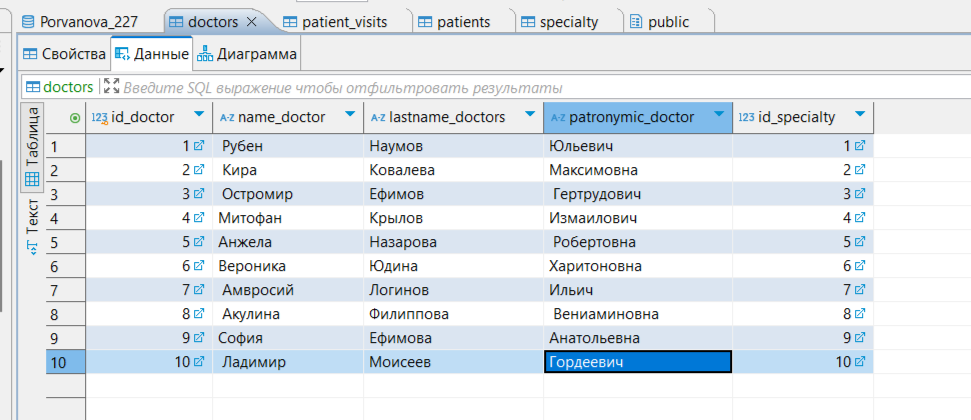 Porvanova_227 doctors patient_visits patients specialty public
Свойства Данные Диаграмма
doctors Введите SQL выражение чтобы отфильтровать результаты
Таблица
Текст
123 id_doctor A-Z name_doctor A-Z lastname_doctors A-Z patronymic_doctor 123 id_specialty
1 1 Рубен Наумов Юльевич 1
2 2 Кира Ковалева Максимовна 2
3 3 Остромир Ефимов Гертрудович 3
4 4 Митофан Крылов Измаилович 4
5 5 Анжела Назарова Робертовна 5
6 6 Вероника Юдина Харитоновна 6
7 7 Амвросий Логинов Ильич 7
8 8 Акулина Филиппова Вениаминовна 8
9 9 София Ефимова Анатольевна 9
10 10 Ладимир Моисеев Гордеевич 10